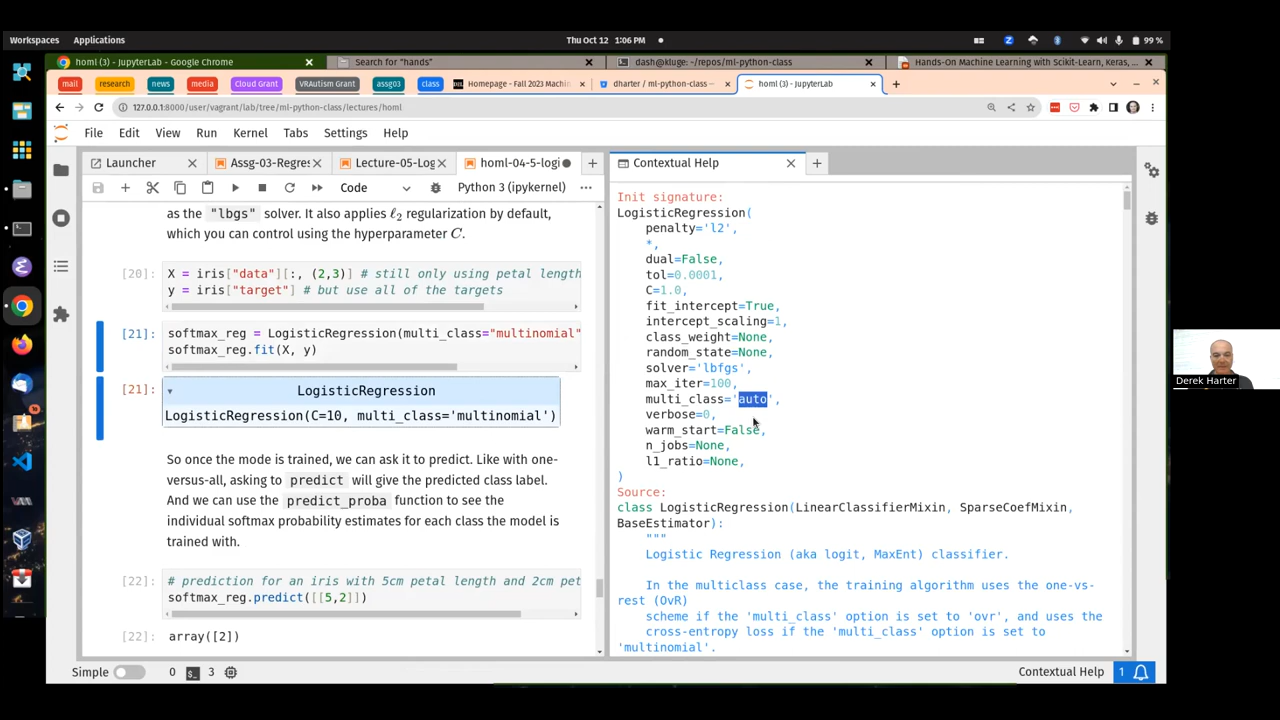 Workspaces Applications Thu Oct 12 1:06 PM 99 %
homl (3) - JupyterLab - Google Chrome Search for "hands" dash@kluge: ~/repos/ml-python-class Hands-On Machine Learning with Scikit-Learn, Keras, ...
mail research news media Cloud Grant VRAutism Grant assg03 class Homepage - Fall 2023 Machin dharter / ml-python-class — homl (3) - JupyterLab
127.0.0.1:8000/user/vagrant/lab/tree/ml-python-class/lectures/homl
File Edit View Run Kernel Tabs Settings Help
Launcher Assg-03-Regres Lecture-05-Log homl-04-5-logi
Code Python 3 (ipykernel)
as the "lbgs" solver. It also applies ℓ2 regularization by default,
which you can control using the hyperparameter C.
[20]: X = iris["data"][:, (2,3)] # still only using petal length
y = iris["target"] # but use all of the targets
[21]: softmax_reg = LogisticRegression(multi_class="multinomial"
softmax_reg.fit(X, y)
[21]: LogisticRegression
LogisticRegression(C=10, multi_class='multinomial')
So once the mode is trained, we can ask it to predict. Like with one-
versus-all, asking to predict will give the predicted class label.
And we can use the predict_proba function to see the
individual softmax probability estimates for each class the model is
trained with.
[22]: # prediction for an iris with 5cm petal length and 2cm pet
softmax_reg.predict([[5,2]])
[22]: array([2])
Contextual Help
Init signature:
LogisticRegression(
penalty='l2',
*,
dual=False,
tol=0.0001,
C=1.0,
fit_intercept=True,
intercept_scaling=1,
class_weight=None,
random_state=None,
solver='lbfgs',
max_iter=100,
multi_class='auto',
verbose=0,
warm_start=False,
n_jobs=None,
l1_ratio=None,
)
Source:
class LogisticRegression(LinearClassifierMixin, SparseCoefMixin,
BaseEstimator):
"""
Logistic Regression (aka logit, MaxEnt) classifier.
In the multiclass case, the training algorithm uses the one-vs-
rest (OvR)
scheme if the 'multi_class' option is set to 'ovr', and uses the
cross-entropy loss if the 'multi_class' option is set to
'multinomial'.
Simple 0 3 Contextual Help 1
Derek Harter